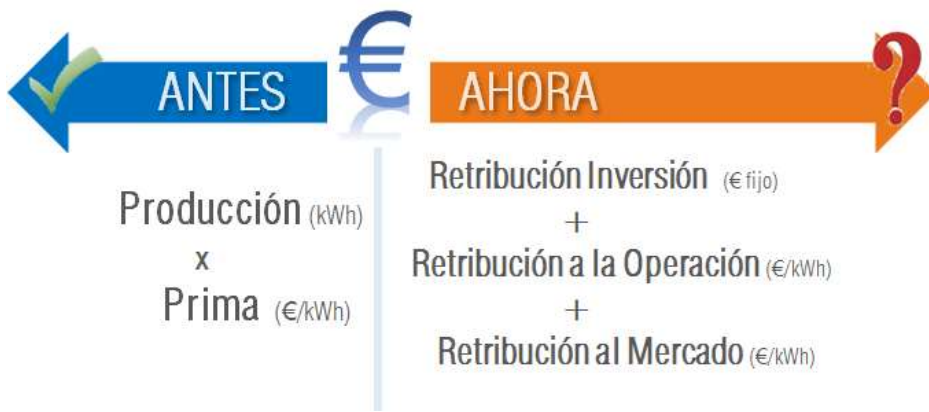 ANTES
€
AHORA
?
Producción (kWh)
x
Prima (€/kWh)
Retribución Inversión (€ fijo)
+
Retribución a la Operación (€/kWh)
+
Retribución al Mercado (€/kWh)